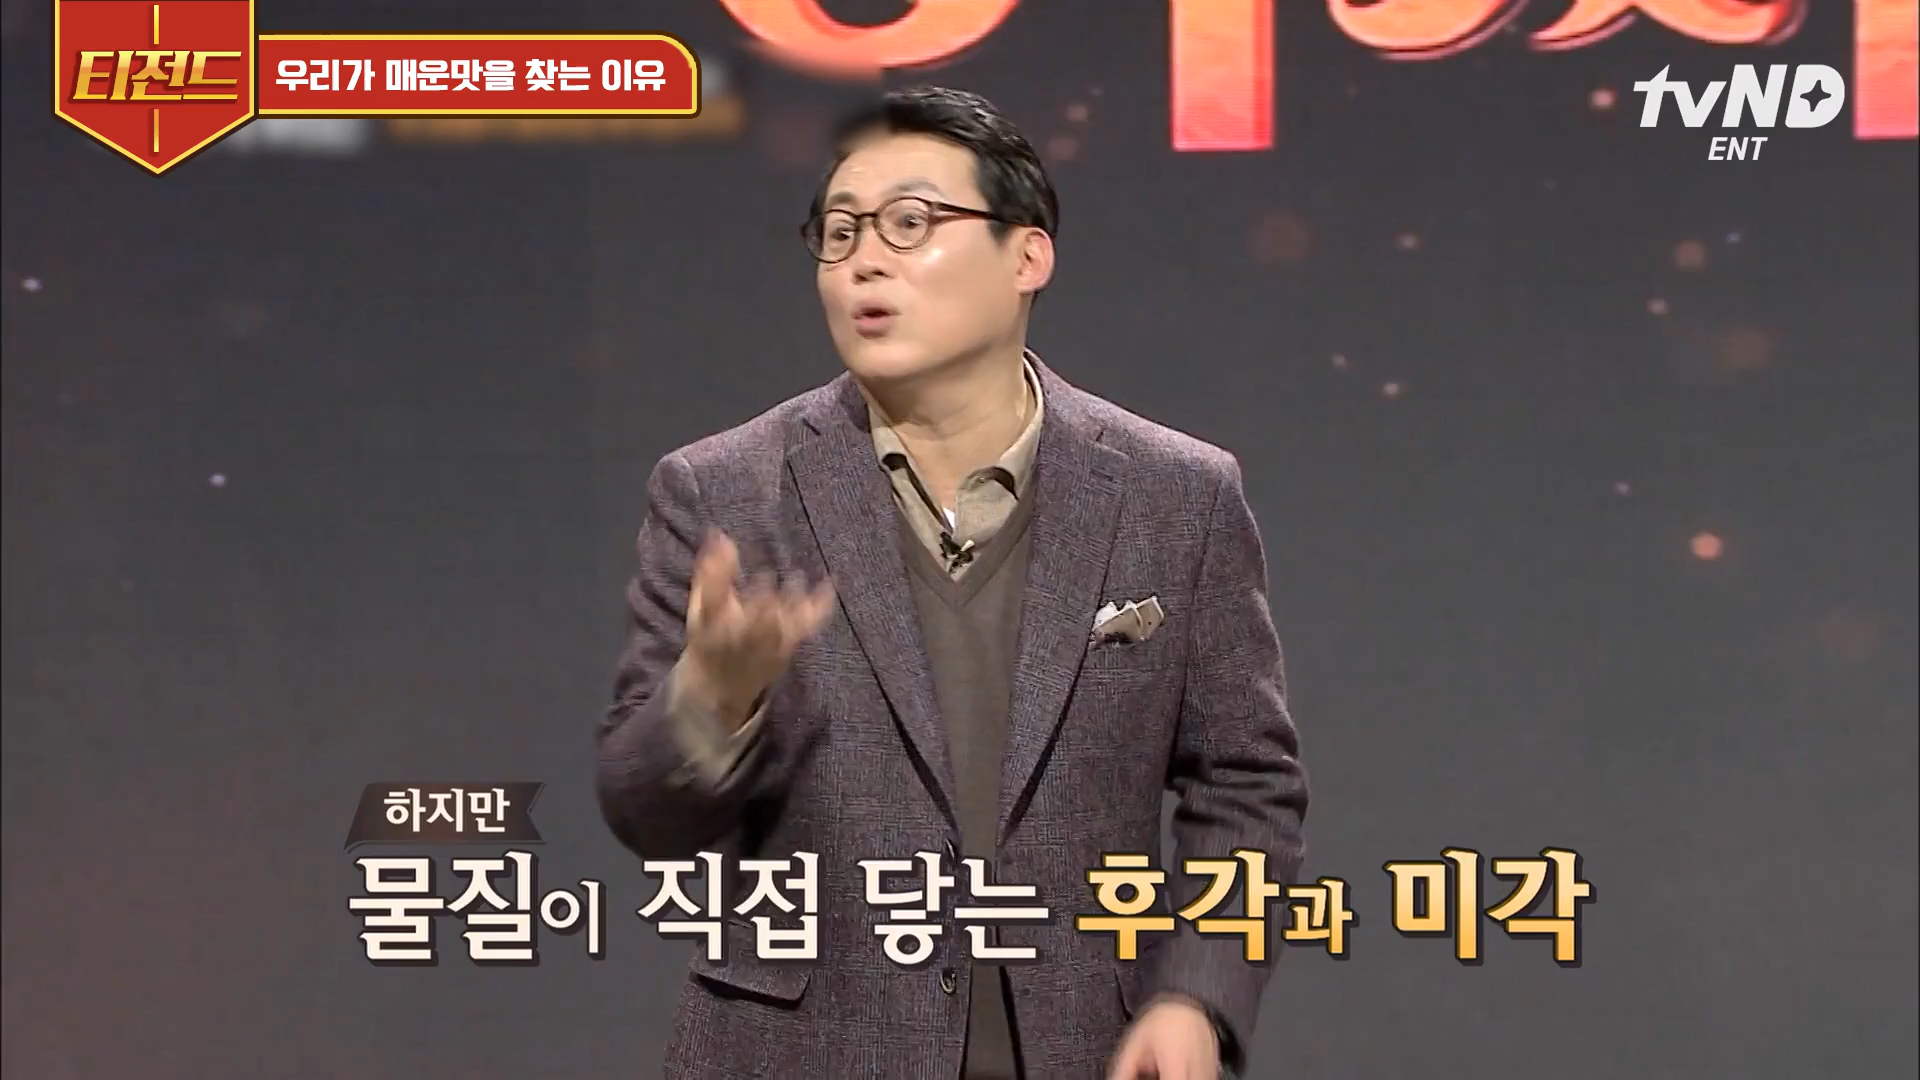 티전드
우리가 매운맛을 찾는 이유
tvND
ENT
하지만
물질이 직접 닿는 후각과 미각